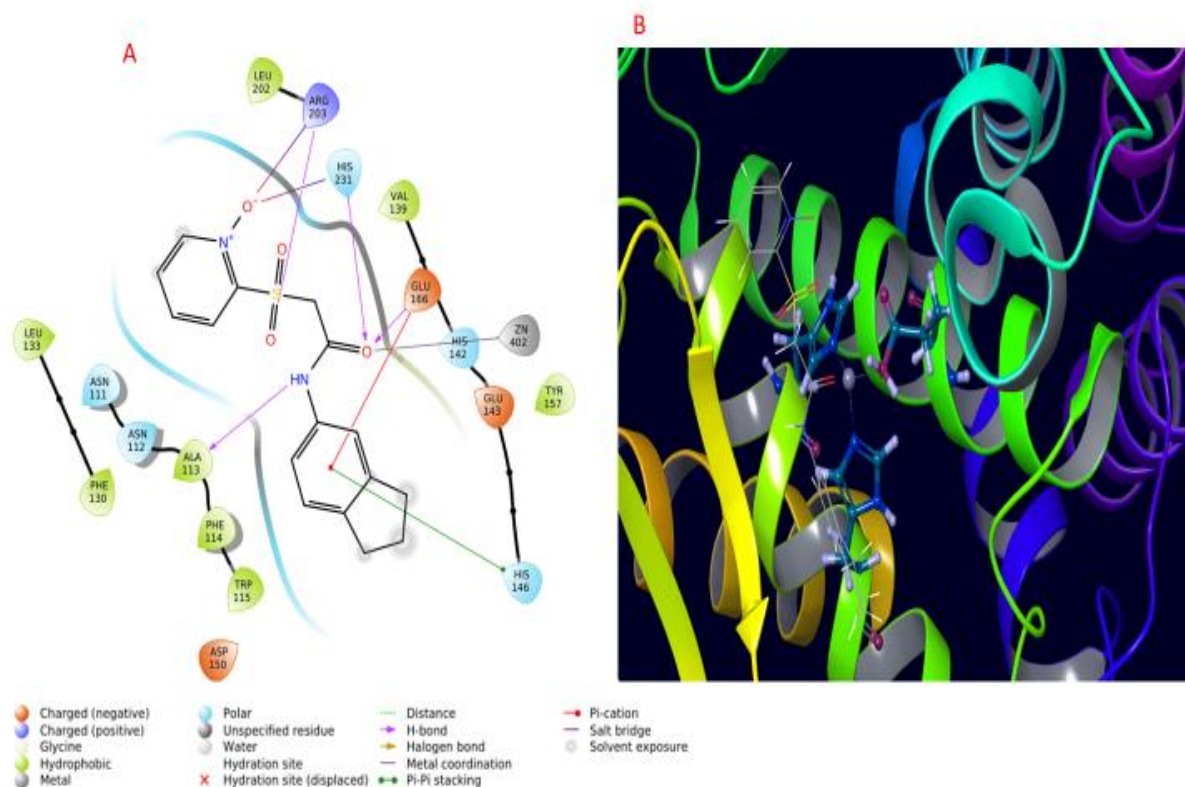 A
B
LEU
202
ARG
203
HIS
231
VAL
139
O⁻
N⁺
O
S
O
GLU
166
O
HIS
142
ZN
402
LEU
133
HN
GLU
143
TYR
157
ASN
111
ASN
112
ALA
113
PHE
130
PHE
114
TRP
115
HIS
146
ASP
150
Charged (negative)
Charged (positive)
Glycine
Hydrophobic
Metal
Polar
Unspecified residue
Water
Hydration site
Hydration site (displaced)
Distance
H-bond
Halogen bond
Metal coordination
Pi-Pi stacking
Pi-cation
Salt bridge
Solvent exposure